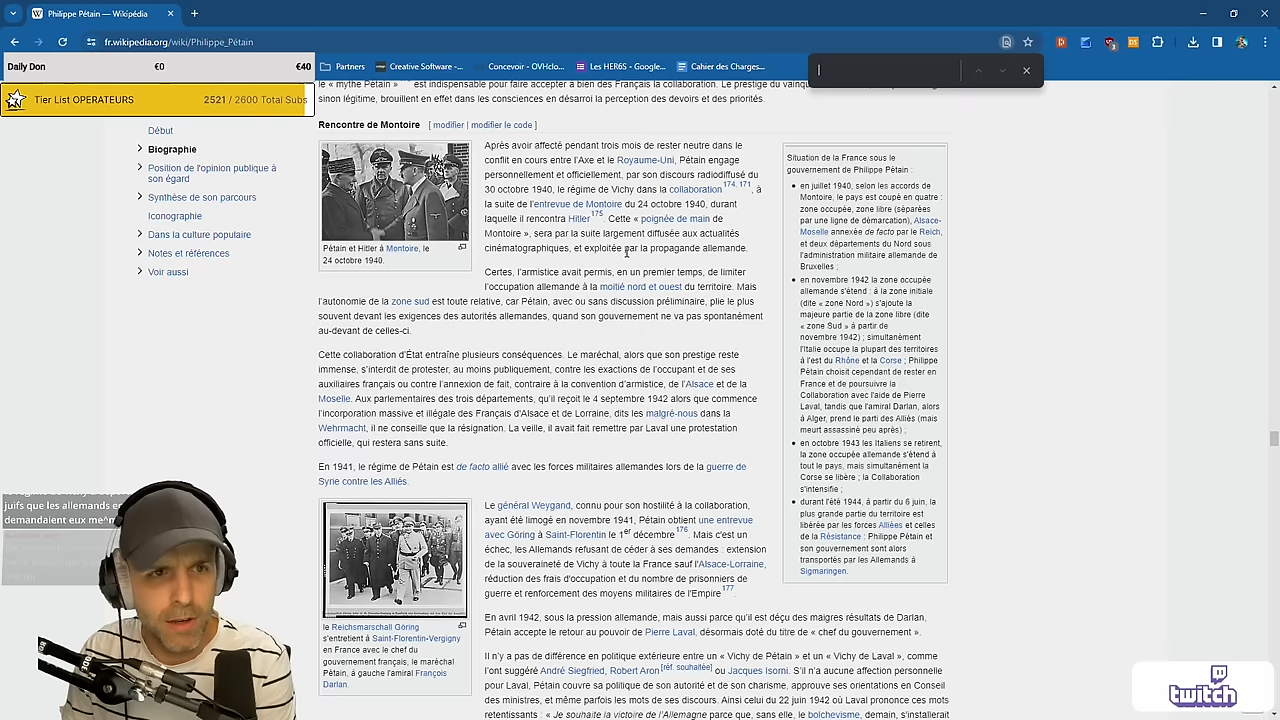 Philippe Pétain — Wikipédia
fr.wikipedia.org/wiki/Philippe_Pétain
Daily Don €0 €40
Partners Creative Software -... Concevoir - OVHclo... Les HER6S - Google... Cahier des Charges...
Tier List OPERATEURS 2521 / 2600 Total Subs
le « mythe Pétain » est indispensable pour faire accepter à bien des Français la collaboration. Le prestige du
sinon légitime, brouillent en effet dans les consciences en désarroi la perception des devoirs et des priorités.
Début
Biographie
Position de l'opinion publique à
son égard
Synthèse de son parcours
Iconographie
Dans la culture populaire
Notes et références
Voir aussi
Rencontre de Montoire [ modifier | modifier le code ]
Pétain et Hitler à Montoire, le
24 octobre 1940.
Après avoir affecté pendant trois mois de rester neutre dans le
conflit en cours entre l'Axe et le Royaume-Uni, Pétain engage
personnellement et officiellement, par son discours radiodiffusé du
30 octobre 1940, le régime de Vichy dans la collaboration174, 171, à
la suite de l'entrevue de Montoire du 24 octobre 1940, durant
laquelle il rencontra Hitler175. Cette « poignée de main de
Montoire », sera par la suite largement diffusée aux actualités
cinématographiques, et exploitée par la propagande allemande.
Certes, l'armistice avait permis, en un premier temps, de limiter
l'occupation allemande à la moitié nord et ouest du territoire. Mais
l'autonomie de la zone sud est toute relative, car Pétain, avec ou sans discussion préliminaire, plie le plus
souvent devant les exigences des autorités allemandes, quand son gouvernement ne va pas spontanément
au-devant de celles-ci.
Cette collaboration d'État entraîne plusieurs conséquences. Le maréchal, alors que son prestige reste
immense, s'interdit de protester, au moins publiquement, contre les exactions de l'occupant et de ses
auxiliaires français ou contre l'annexion de fait, contraire à la convention d'armistice, de l'Alsace et de la
Moselle. Aux parlementaires des trois départements, qu'il reçoit le 4 septembre 1942 alors que commence
l'incorporation massive et illégale des Français d'Alsace et de Lorraine, dits les malgré-nous dans la
Wehrmacht, il ne conseille que la résignation. La veille, il avait fait remettre par Laval une protestation
officielle, qui restera sans suite.
En 1941, le régime de Pétain est de facto allié avec les forces militaires allemandes lors de la guerre de
Syrie contre les Alliés.
le Reichsmarschall Göring
s'entretient à Saint-Florentin-Vergigny
en France avec le chef du
gouvernement français, le maréchal
Pétain, à gauche l'amiral François
Darlan.
Le général Weygand, connu pour son hostilité à la collaboration,
ayant été limogé en novembre 1941, Pétain obtient une entrevue
avec Göring à Saint-Florentin le 1er décembre176. Mais c'est un
échec, les Allemands refusant de céder à ses demandes : extension
de la souveraineté de Vichy à toute la France sauf l'Alsace-Lorraine,
réduction des frais d'occupation et du nombre de prisonniers de
guerre et renforcement des moyens militaires de l'Empire177.
En avril 1942, sous la pression allemande, mais aussi parce qu'il est déçu des maigres résultats de Darlan,
Pétain accepte le retour au pouvoir de Pierre Laval, désormais doté du titre de « chef du gouvernement ».
Il n'y a pas de différence en politique extérieure entre un « Vichy de Pétain » et un « Vichy de Laval », comme
l'ont suggéré André Siegfried, Robert Aron[réf. souhaitée] ou Jacques Isorni. S'il n'a aucune affection personnelle
pour Laval, Pétain couvre sa politique de son autorité et de son charisme, approuve ses orientations en Conseil
des ministres, et même parfois les mots de ses discours. Ainsi celui du 22 juin 1942 où Laval prononce ces mots
retentissants : « Je souhaite la victoire de l'Allemagne parce que, sans elle, le bolchevisme, demain, s'installerait
Situation de la France sous le
gouvernement de Philippe Pétain :
• en juillet 1940, selon les accords de
Montoire, le pays est coupé en quatre :
zone occupée, zone libre (séparées
par une ligne de démarcation), Alsace-
Moselle annexée de facto par le Reich,
et deux départements du Nord sous
l'administration militaire allemande de
Bruxelles ;
• en novembre 1942 la zone occupée
allemande s'étend : à la zone initiale
(dite « zone Nord ») s'ajoute la
majeure partie de la zone libre (dite
« zone Sud » à partir de
novembre 1942) ; simultanément
l'Italie occupe la plupart des territoires
à l'est du Rhône et la Corse ; Philippe
Pétain choisit cependant de rester en
France et de poursuivre la
Collaboration avec l'aide de Pierre
Laval, tandis que l'amiral Darlan, alors
à Alger, prend le parti des Alliés (mais
meurt assassiné peu après) ;
• en octobre 1943 les Italiens se retirent,
la zone occupée allemande s'étend à
tout le pays, mais simultanément la
Corse se libère ; la Collaboration
s'intensifie ;
• durant l'été 1944, à partir du 6 juin, la
plus grande partie du territoire est
libérée par les forces Alliées et celles
de la Résistance : Philippe Pétain et
son gouvernement sont alors
transportés par les Allemands à
Sigmaringen.
juifs que les allemands e
demandaient eux me^m
twitch